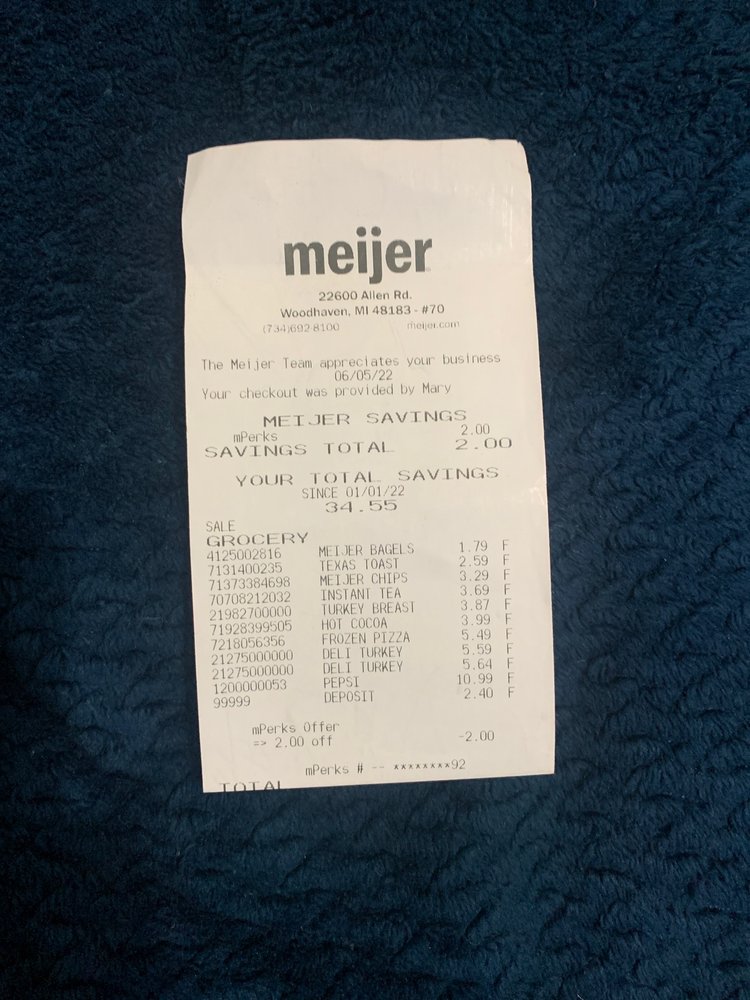 meijer
22600 Allen Rd.
Woodhaven, MI 48183 - #70
(734)692 8100 meijer.com
The Meijer Team appreciates your business
06/05/22
Your checkout was provided by Mary
MEIJER SAVINGS
mPerks 2.00
SAVINGS TOTAL 2.00
YOUR TOTAL SAVINGS
SINCE 01/01/22
34.55
SALE
GROCERY
4125002816 MEIJER BAGELS 1.79 F
7131400235 TEXAS TOAST 2.59 F
71373384698 MEIJER CHIPS 3.29 F
70708212032 INSTANT TEA 3.69 F
21982700000 TURKEY BREAST 3.87 F
71928399505 HOT COCOA 3.99 F
7218056356 FROZEN PIZZA 5.49 F
21275000000 DELI TURKEY 5.59 F
21275000000 DELI TURKEY 5.64 F
1200000053 PEPSI 10.99 F
99999 DEPOSIT 2.40 F
mPerks Offer
=> 2.00 off -2.00
mPerks # -- ********92
TOTAL